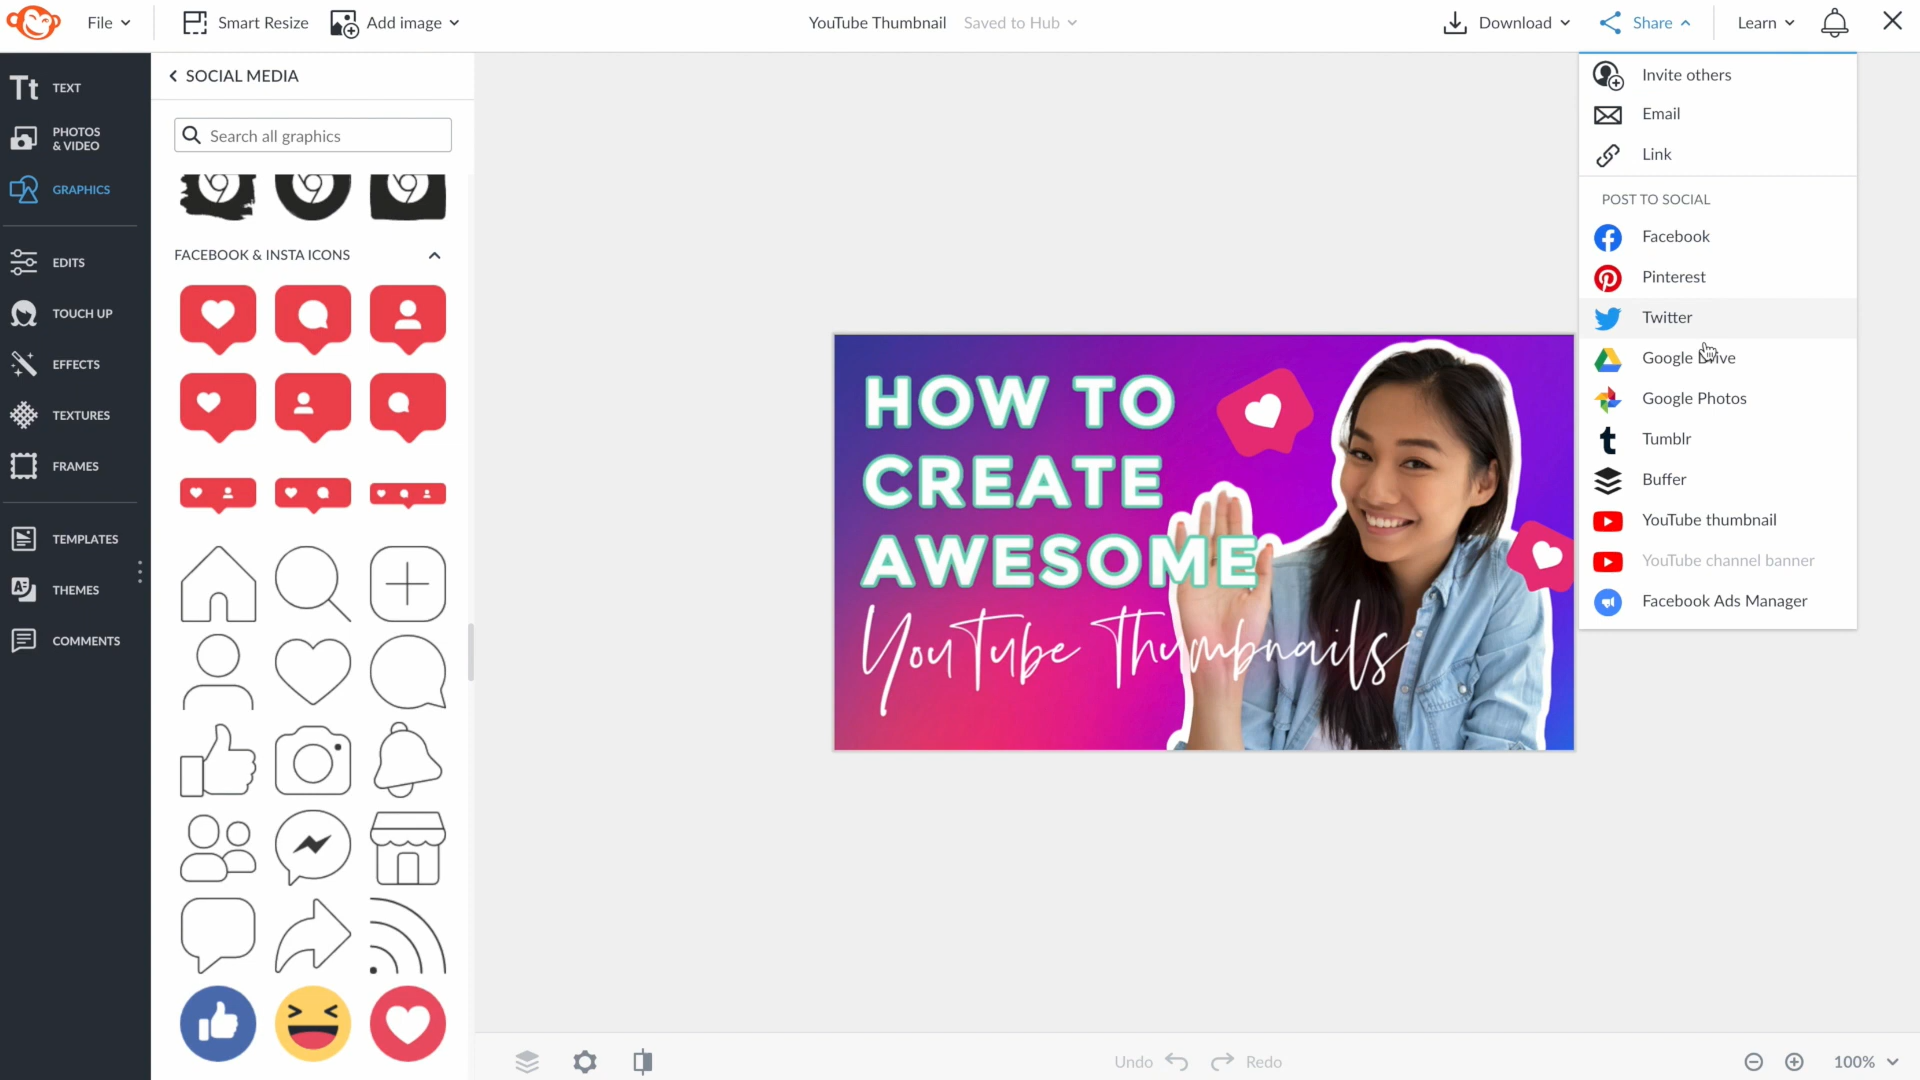 File
Smart Resize
Add image
YouTube Thumbnail
Saved to Hub
Download
Share
Learn
Tt TEXT
PHOTOS
& VIDEO
GRAPHICS
EDITS
TOUCH UP
EFFECTS
TEXTURES
FRAMES
TEMPLATES
THEMES
COMMENTS
SOCIAL MEDIA
Search all graphics
FACEBOOK & INSTA ICONS
HOW TO
CREATE
AWESOME
YouTube Thumbnails
Invite others
Email
Link
POST TO SOCIAL
Facebook
Pinterest
Twitter
Google Drive
Google Photos
Tumblr
Buffer
YouTube thumbnail
YouTube channel banner
Facebook Ads Manager
Undo
Redo
100%